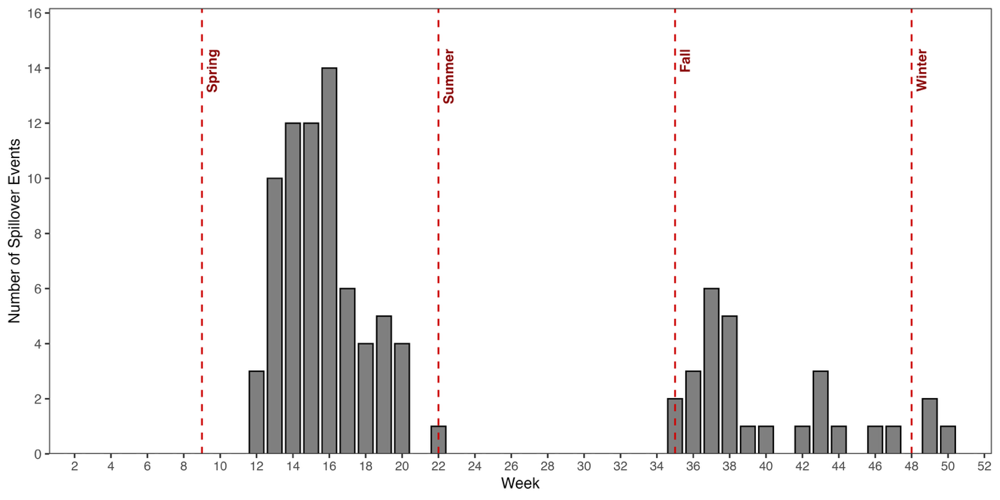 16
14
12
10
8
6
4
2
0
Number of Spillover Events
Spring
Summer
Fall
Winter
2 4 6 8 10 12 14 16 18 20 22 24 26 28 30 32 34 36 38 40 42 44 46 48 50 52
Week